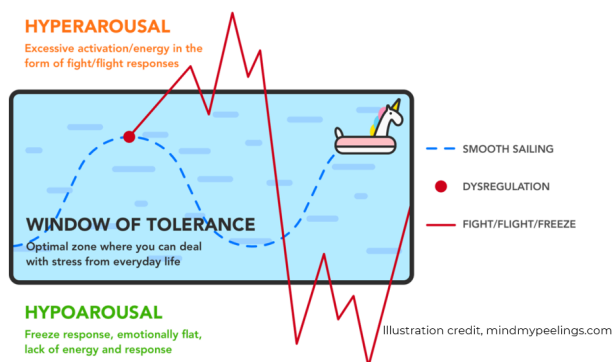 HYPERAROUSAL
Excessive activation/energy in the
form of fight/flight responses
SMOOTH SAILING
DYSREGULATION
FIGHT/FLIGHT/FREEZE
WINDOW OF TOLERANCE
Optimal zone where you can deal
with stress from everyday life
HYPOAROUSAL
Freeze response, emotionally flat,
lack of energy and response
Illustration credit, mindmypeelings.com